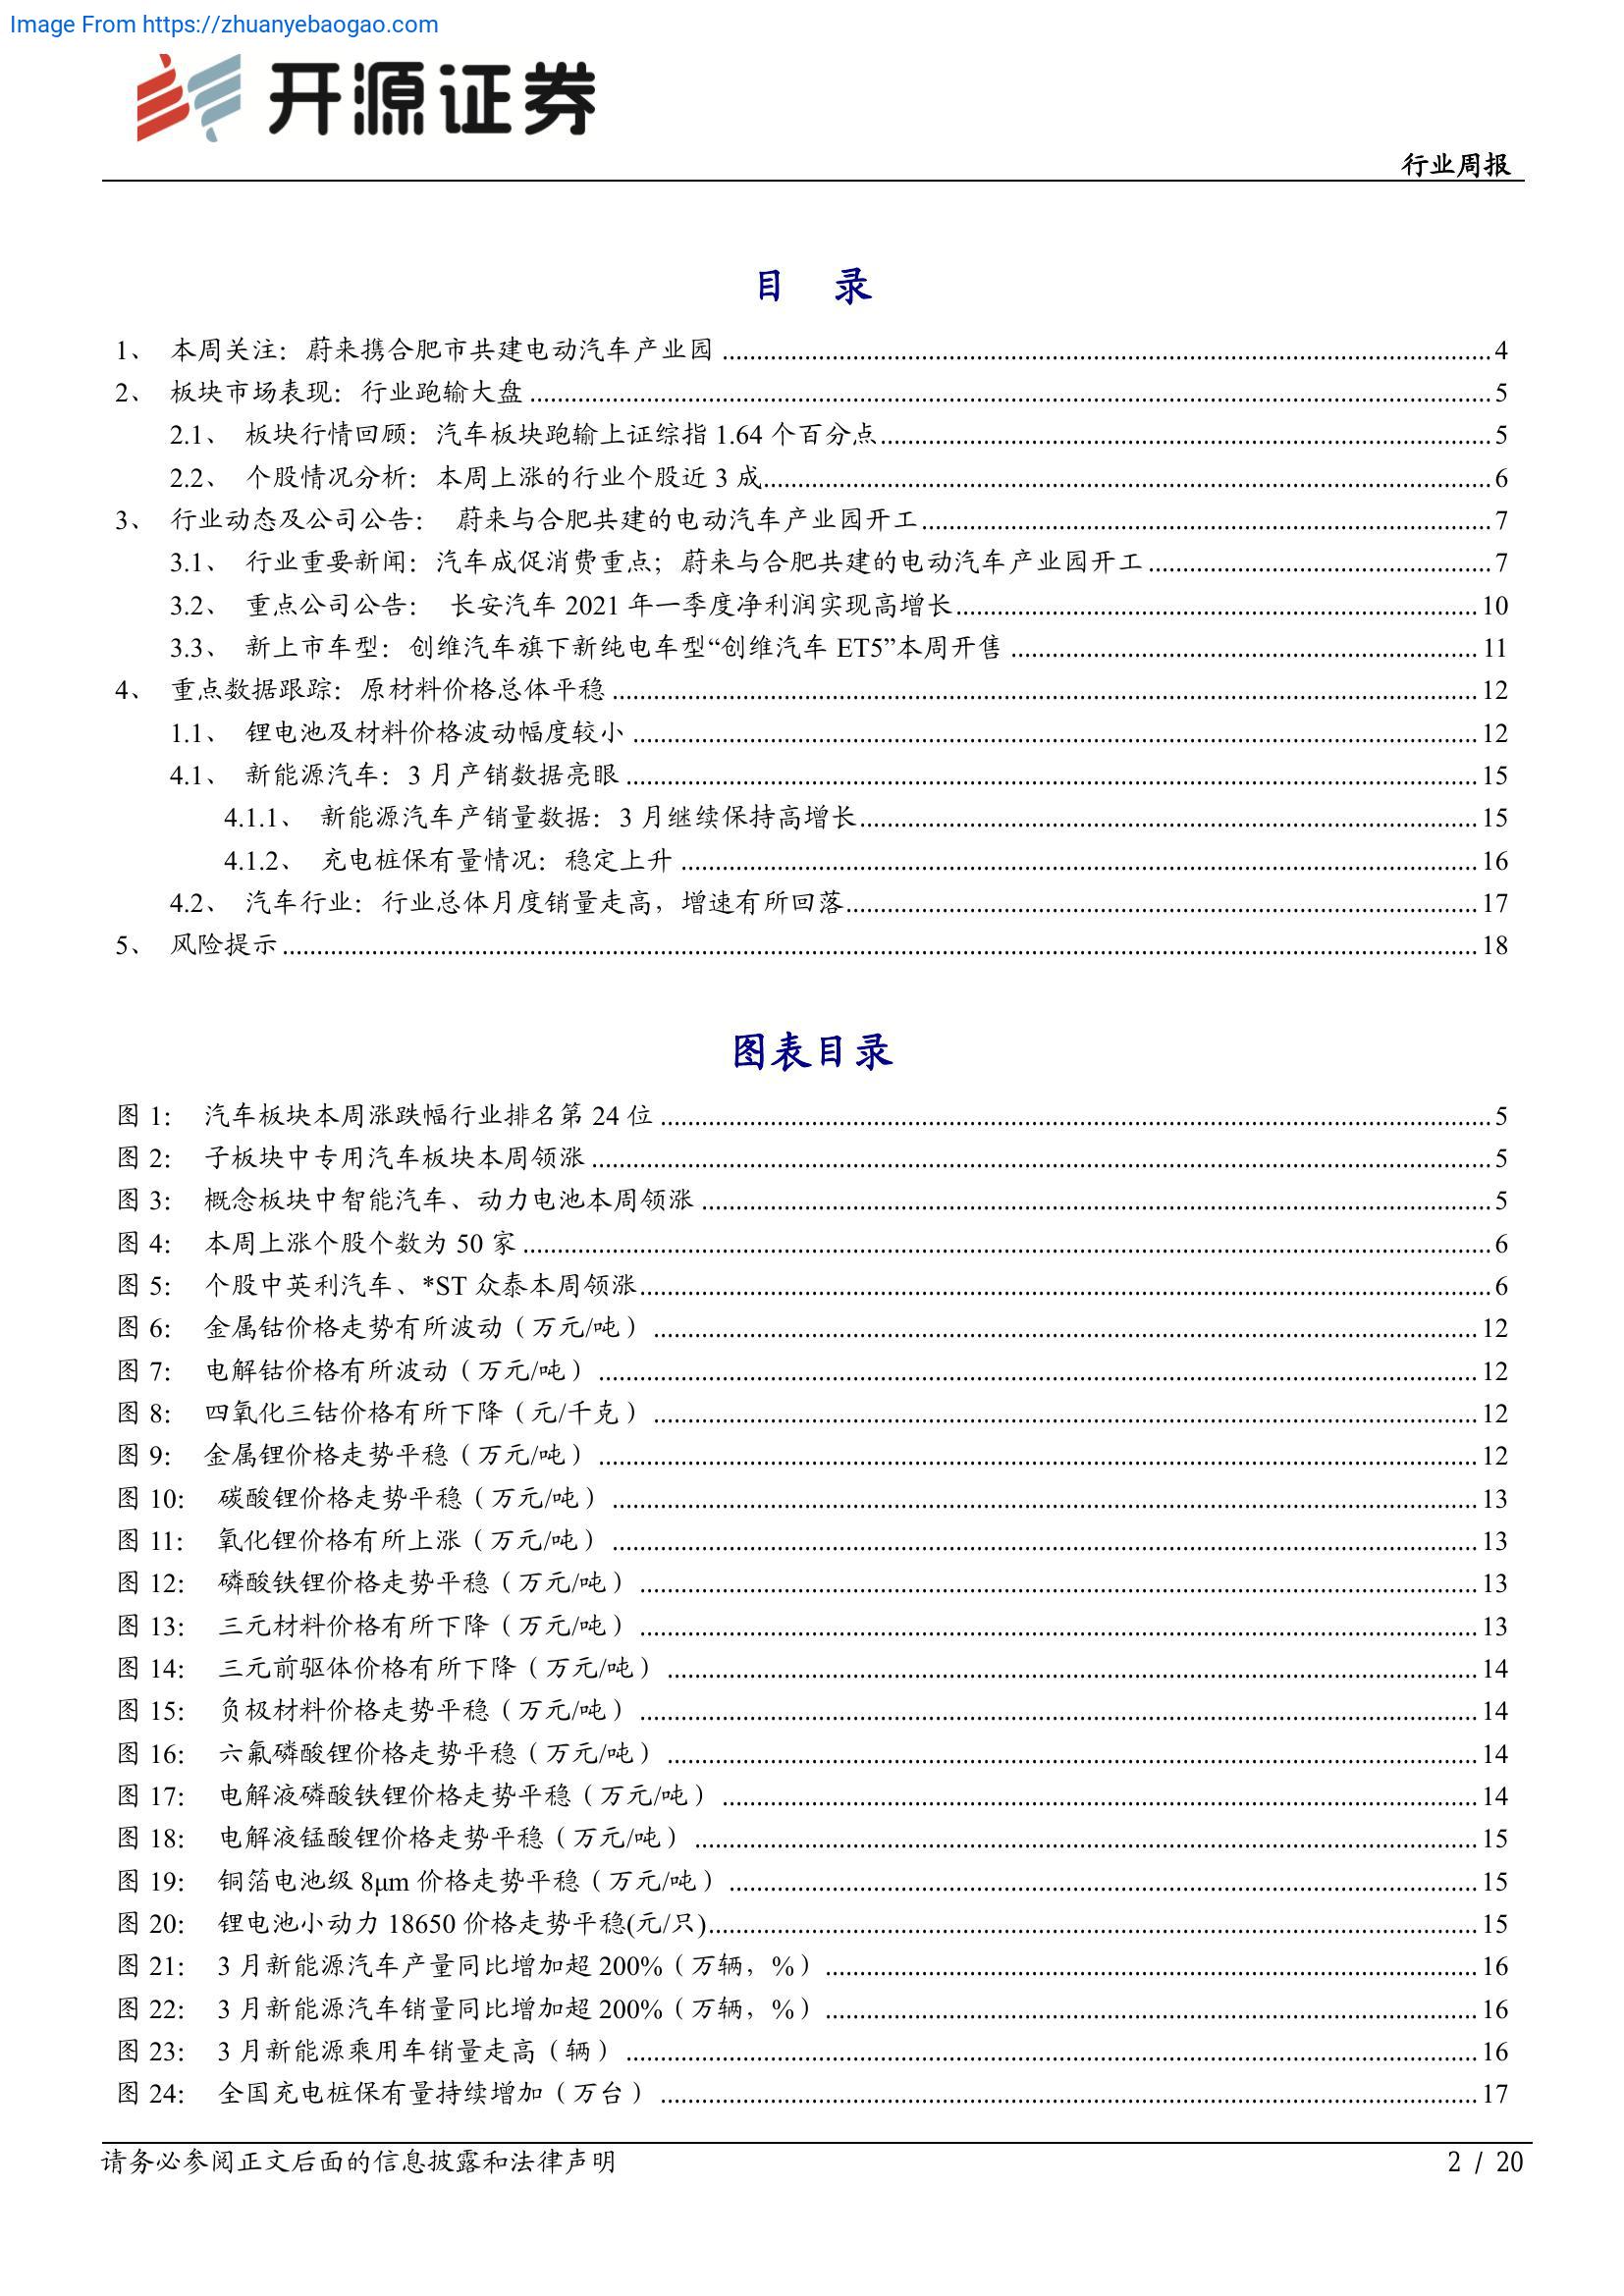 Image From https://zhuanyebaogao.com
开源证券
行业周报
目 录
1、 本周关注：蔚来携合肥市共建电动汽车产业园 4
2、 板块市场表现：行业跑输大盘 5
2.1、 板块行情回顾：汽车板块跑输上证综指 1.64 个百分点 5
2.2、 个股情况分析：本周上涨的行业个股近 3 成 6
3、 行业动态及公司公告： 蔚来与合肥共建的电动汽车产业园开工 7
3.1、 行业重要新闻：汽车成促消费重点；蔚来与合肥共建的电动汽车产业园开工 7
3.2、 重点公司公告： 长安汽车 2021 年一季度净利润实现高增长 10
3.3、 新上市车型：创维汽车旗下新纯电车型“创维汽车 ET5”本周开售 11
4、 重点数据跟踪：原材料价格总体平稳 12
1.1、 锂电池及材料价格波动幅度较小 12
4.1、 新能源汽车：3 月产销数据亮眼 15
4.1.1、 新能源汽车产销量数据：3 月继续保持高增长 15
4.1.2、 充电桩保有量情况：稳定上升 16
4.2、 汽车行业：行业总体月度销量走高，增速有所回落 17
5、 风险提示 18
图表目录
图 1： 汽车板块本周涨跌幅行业排名第 24 位 5
图 2： 子板块中专用汽车板块本周领涨 5
图 3： 概念板块中智能汽车、动力电池本周领涨 5
图 4： 本周上涨个股个数为 50 家 6
图 5： 个股中英利汽车、*ST 众泰本周领涨 6
图 6： 金属钴价格走势有所波动（万元/吨） 12
图 7： 电解钴价格有所波动（万元/吨） 12
图 8： 四氧化三钴价格有所下降（元/千克） 12
图 9： 金属锂价格走势平稳（万元/吨） 12
图 10： 碳酸锂价格走势平稳（万元/吨） 13
图 11： 氧化锂价格有所上涨（万元/吨） 13
图 12： 磷酸铁锂价格走势平稳（万元/吨） 13
图 13： 三元材料价格有所下降（万元/吨） 13
图 14： 三元前驱体价格有所下降（万元/吨） 14
图 15： 负极材料价格走势平稳（万元/吨） 14
图 16： 六氟磷酸锂价格走势平稳（万元/吨） 14
图 17： 电解液磷酸铁锂价格走势平稳（万元/吨） 14
图 18： 电解液锰酸锂价格走势平稳（万元/吨） 15
图 19： 铜箔电池级 8μm 价格走势平稳（万元/吨） 15
图 20： 锂电池小动力 18650 价格走势平稳(元/只) 15
图 21： 3 月新能源汽车产量同比增加超 200%（万辆，%） 16
图 22： 3 月新能源汽车销量同比增加超 200%（万辆，%） 16
图 23： 3 月新能源乘用车销量走高（辆） 16
图 24： 全国充电桩保有量持续增加（万台） 17
请务必参阅正文后面的信息披露和法律声明 2 / 20